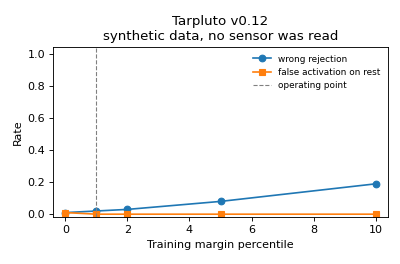 Tarpluto v0.12
synthetic data, no sensor was read
1.0
0.8
0.6
0.4
0.2
0.0
Rate
wrong rejection
false activation on rest
operating point
0
2
4
6
8
10
Training margin percentile